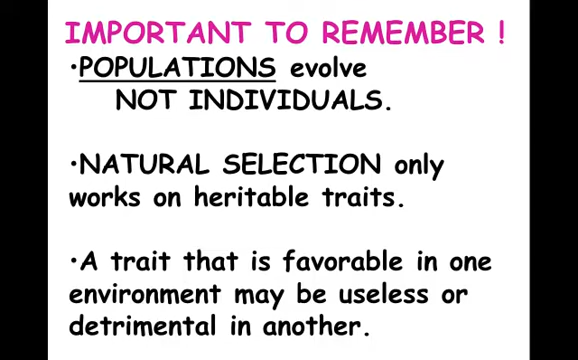 IMPORTANT TO REMEMBER !
•POPULATIONS evolve
NOT INDIVIDUALS.
•NATURAL SELECTION only
works on heritable traits.
•A trait that is favorable in one
environment may be useless or
detrimental in another.